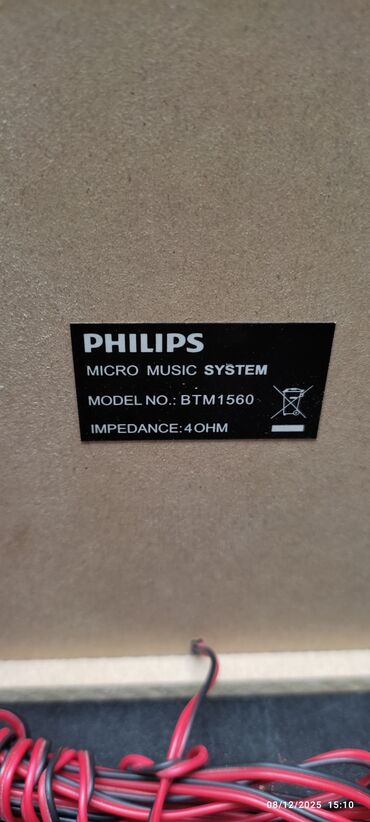 PHILIPS
MICRO MUSIC SYSTEM
MODEL NO.: BTM1560
IMPEDANCE:4OHM
08/12/2025 15:10